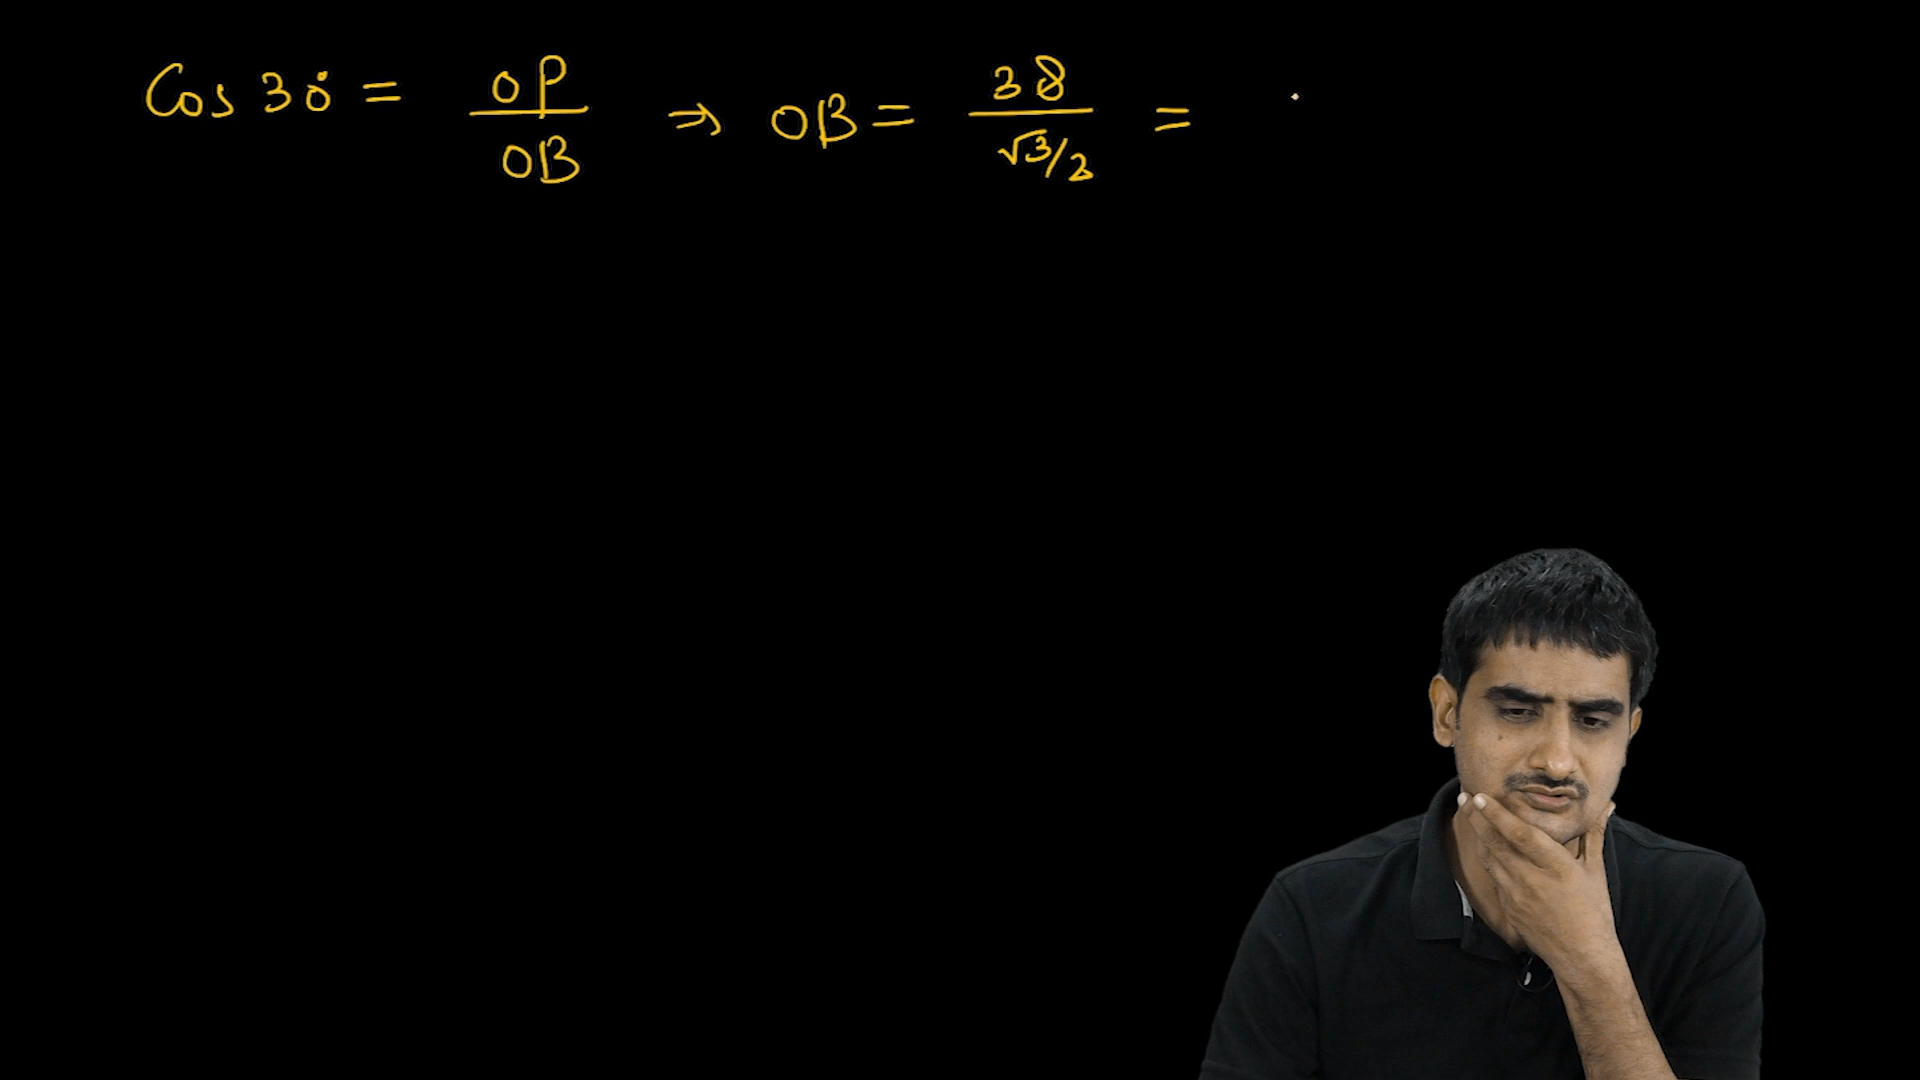 Cos 30° = OP/OB ⇒ OB = 38/(√3/2) =